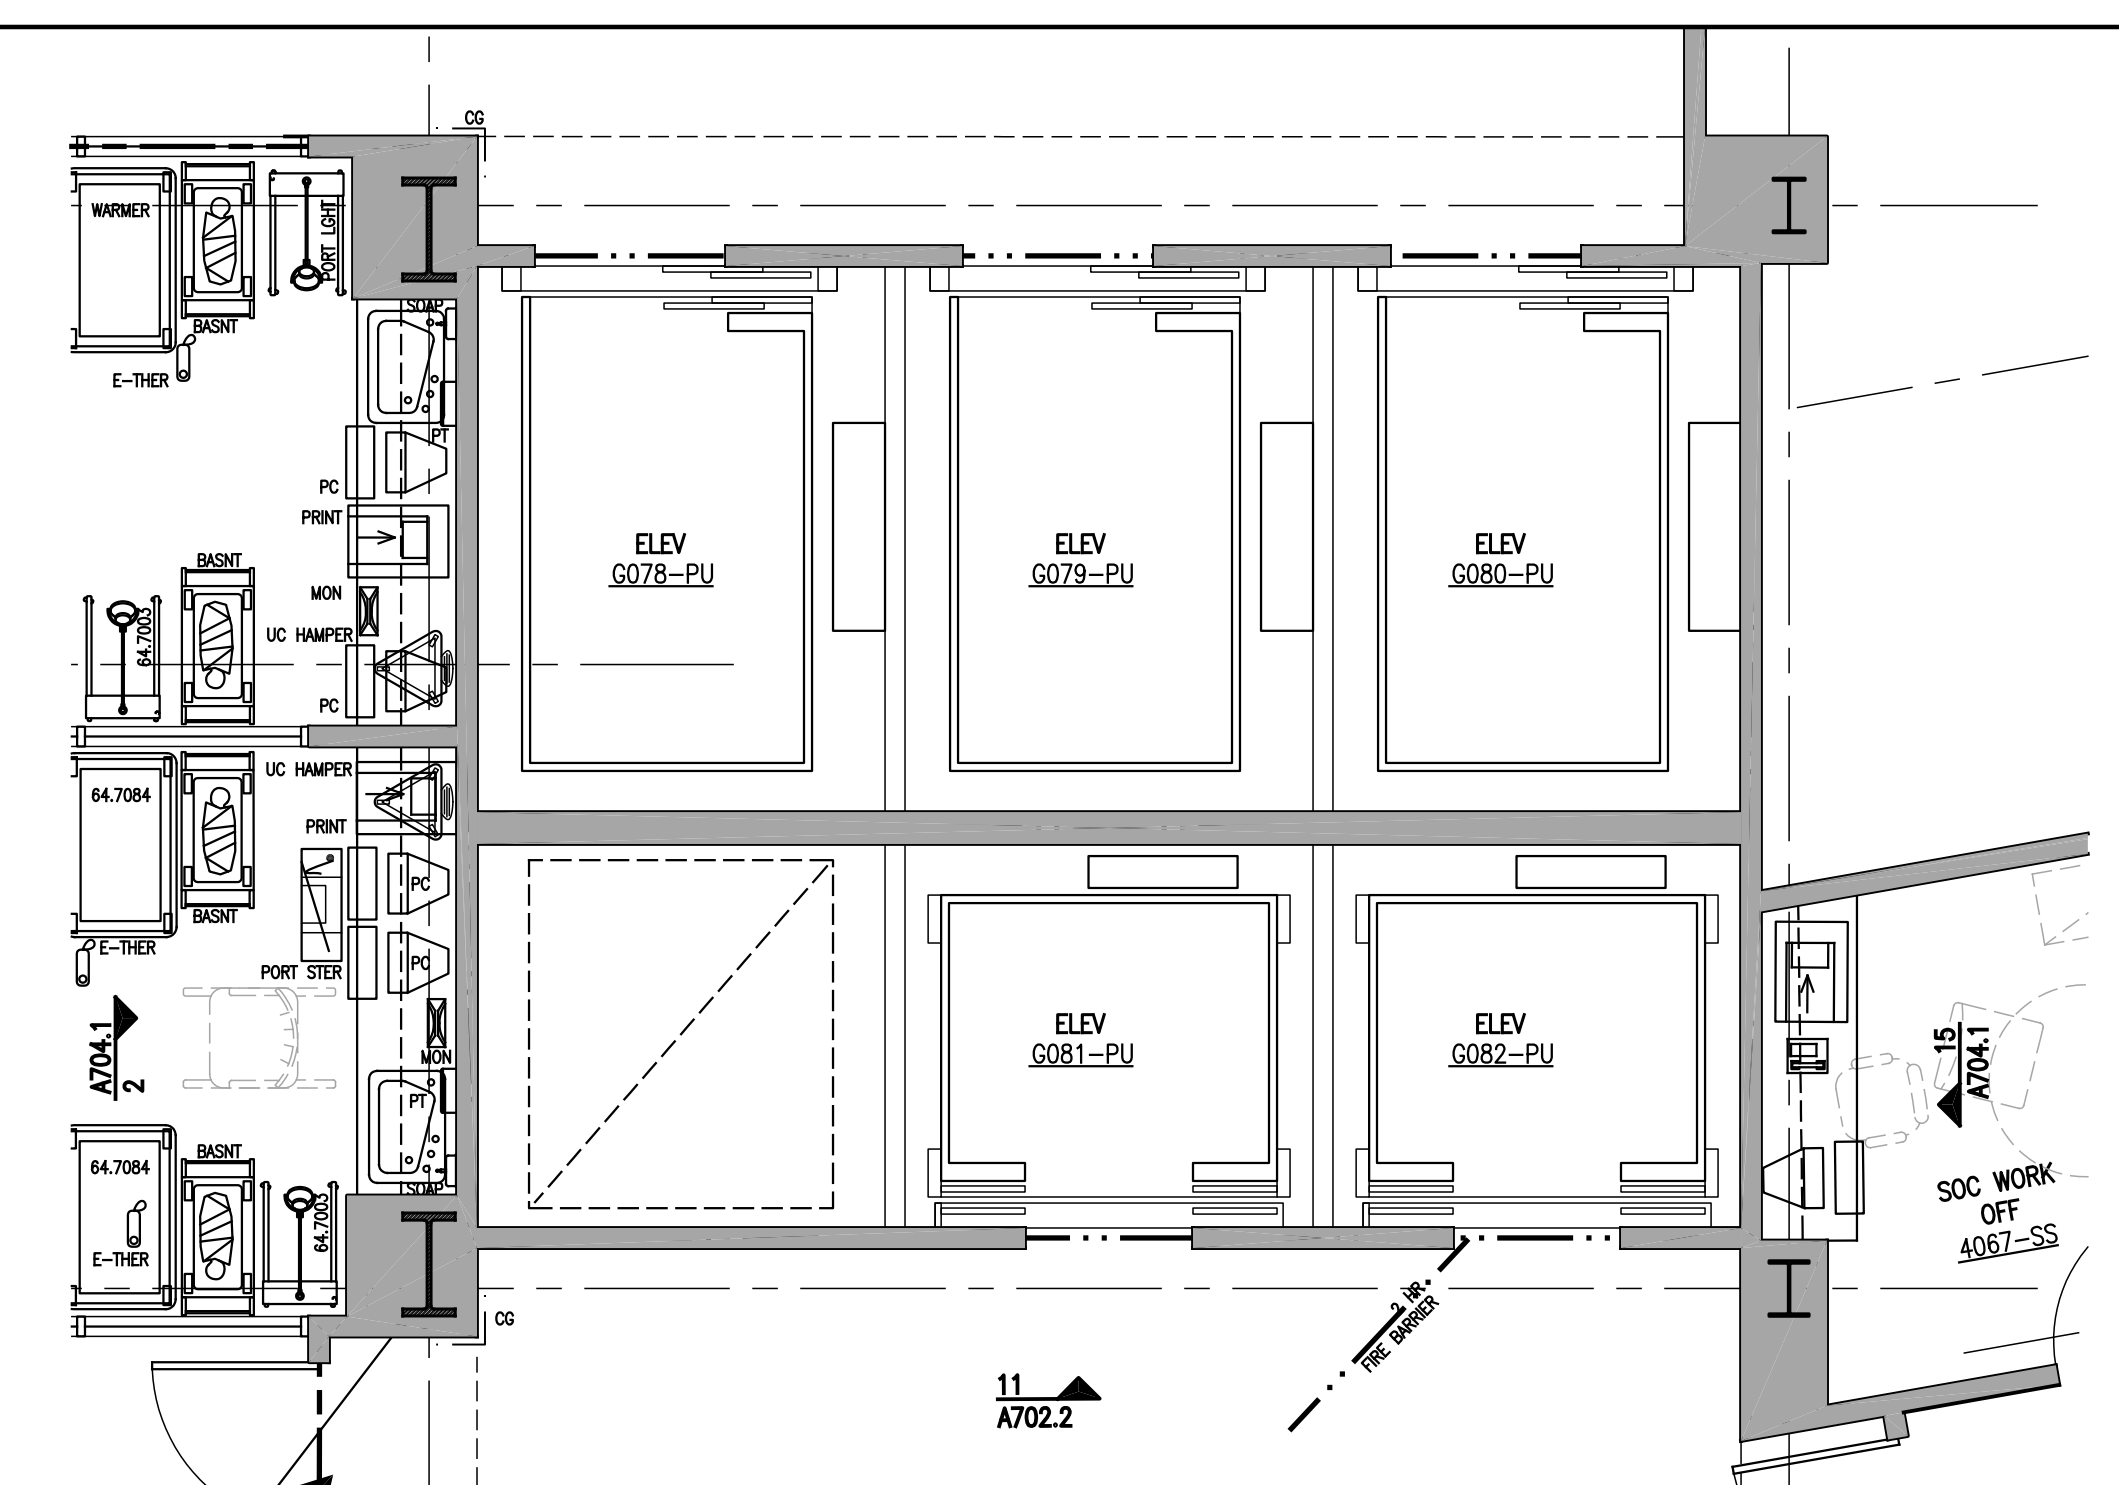 CG
WARMER
PORT LGHT
BASNT
SOAP
E-THER
PT
PC
PRINT
BASNT
MON
64.7003
UC HAMPER
PC
ELEV
G078-PU
ELEV
G079-PU
ELEV
G080-PU
UC HAMPER
64.7084
PRINT
PC
BASNT
E-THER
PC
PORT STER
A704.1
2
MON
PT
ELEV
G081-PU
ELEV
G082-PU
15
A704.1
64.7084
BASNT
SOAP
64.7003
E-THER
SOC WORK
OFF
4067-SS
CG
2 HR.
FIRE BARRIER
11
A702.2